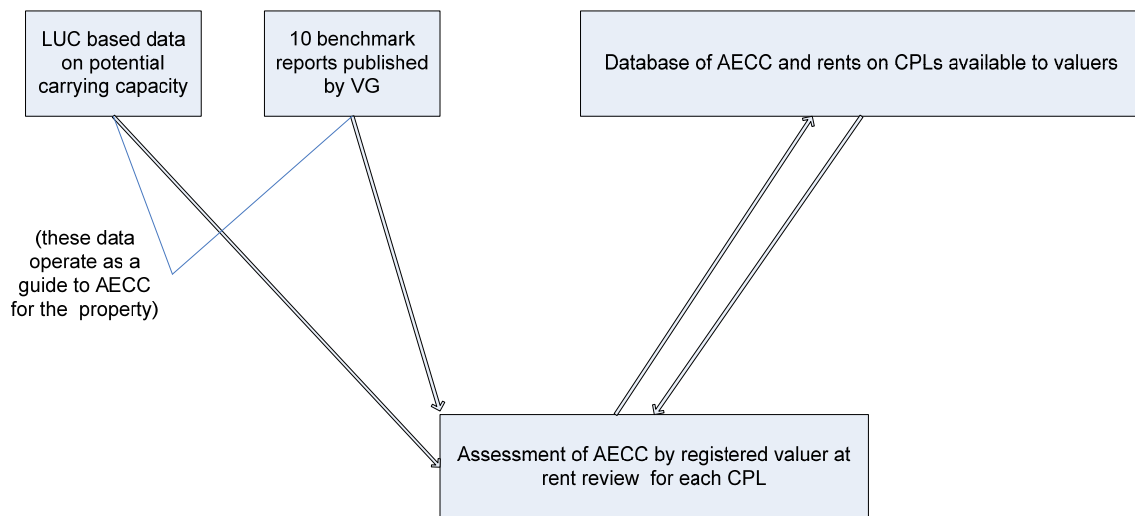 LUC based data
on potential
carrying capacity
10 benchmark
reports published
by VG
Database of AECC and rents on CPLs available to valuers
(these data
operate as a
guide to AECC
for the property)
Assessment of AECC by registered valuer at
rent review for each CPL